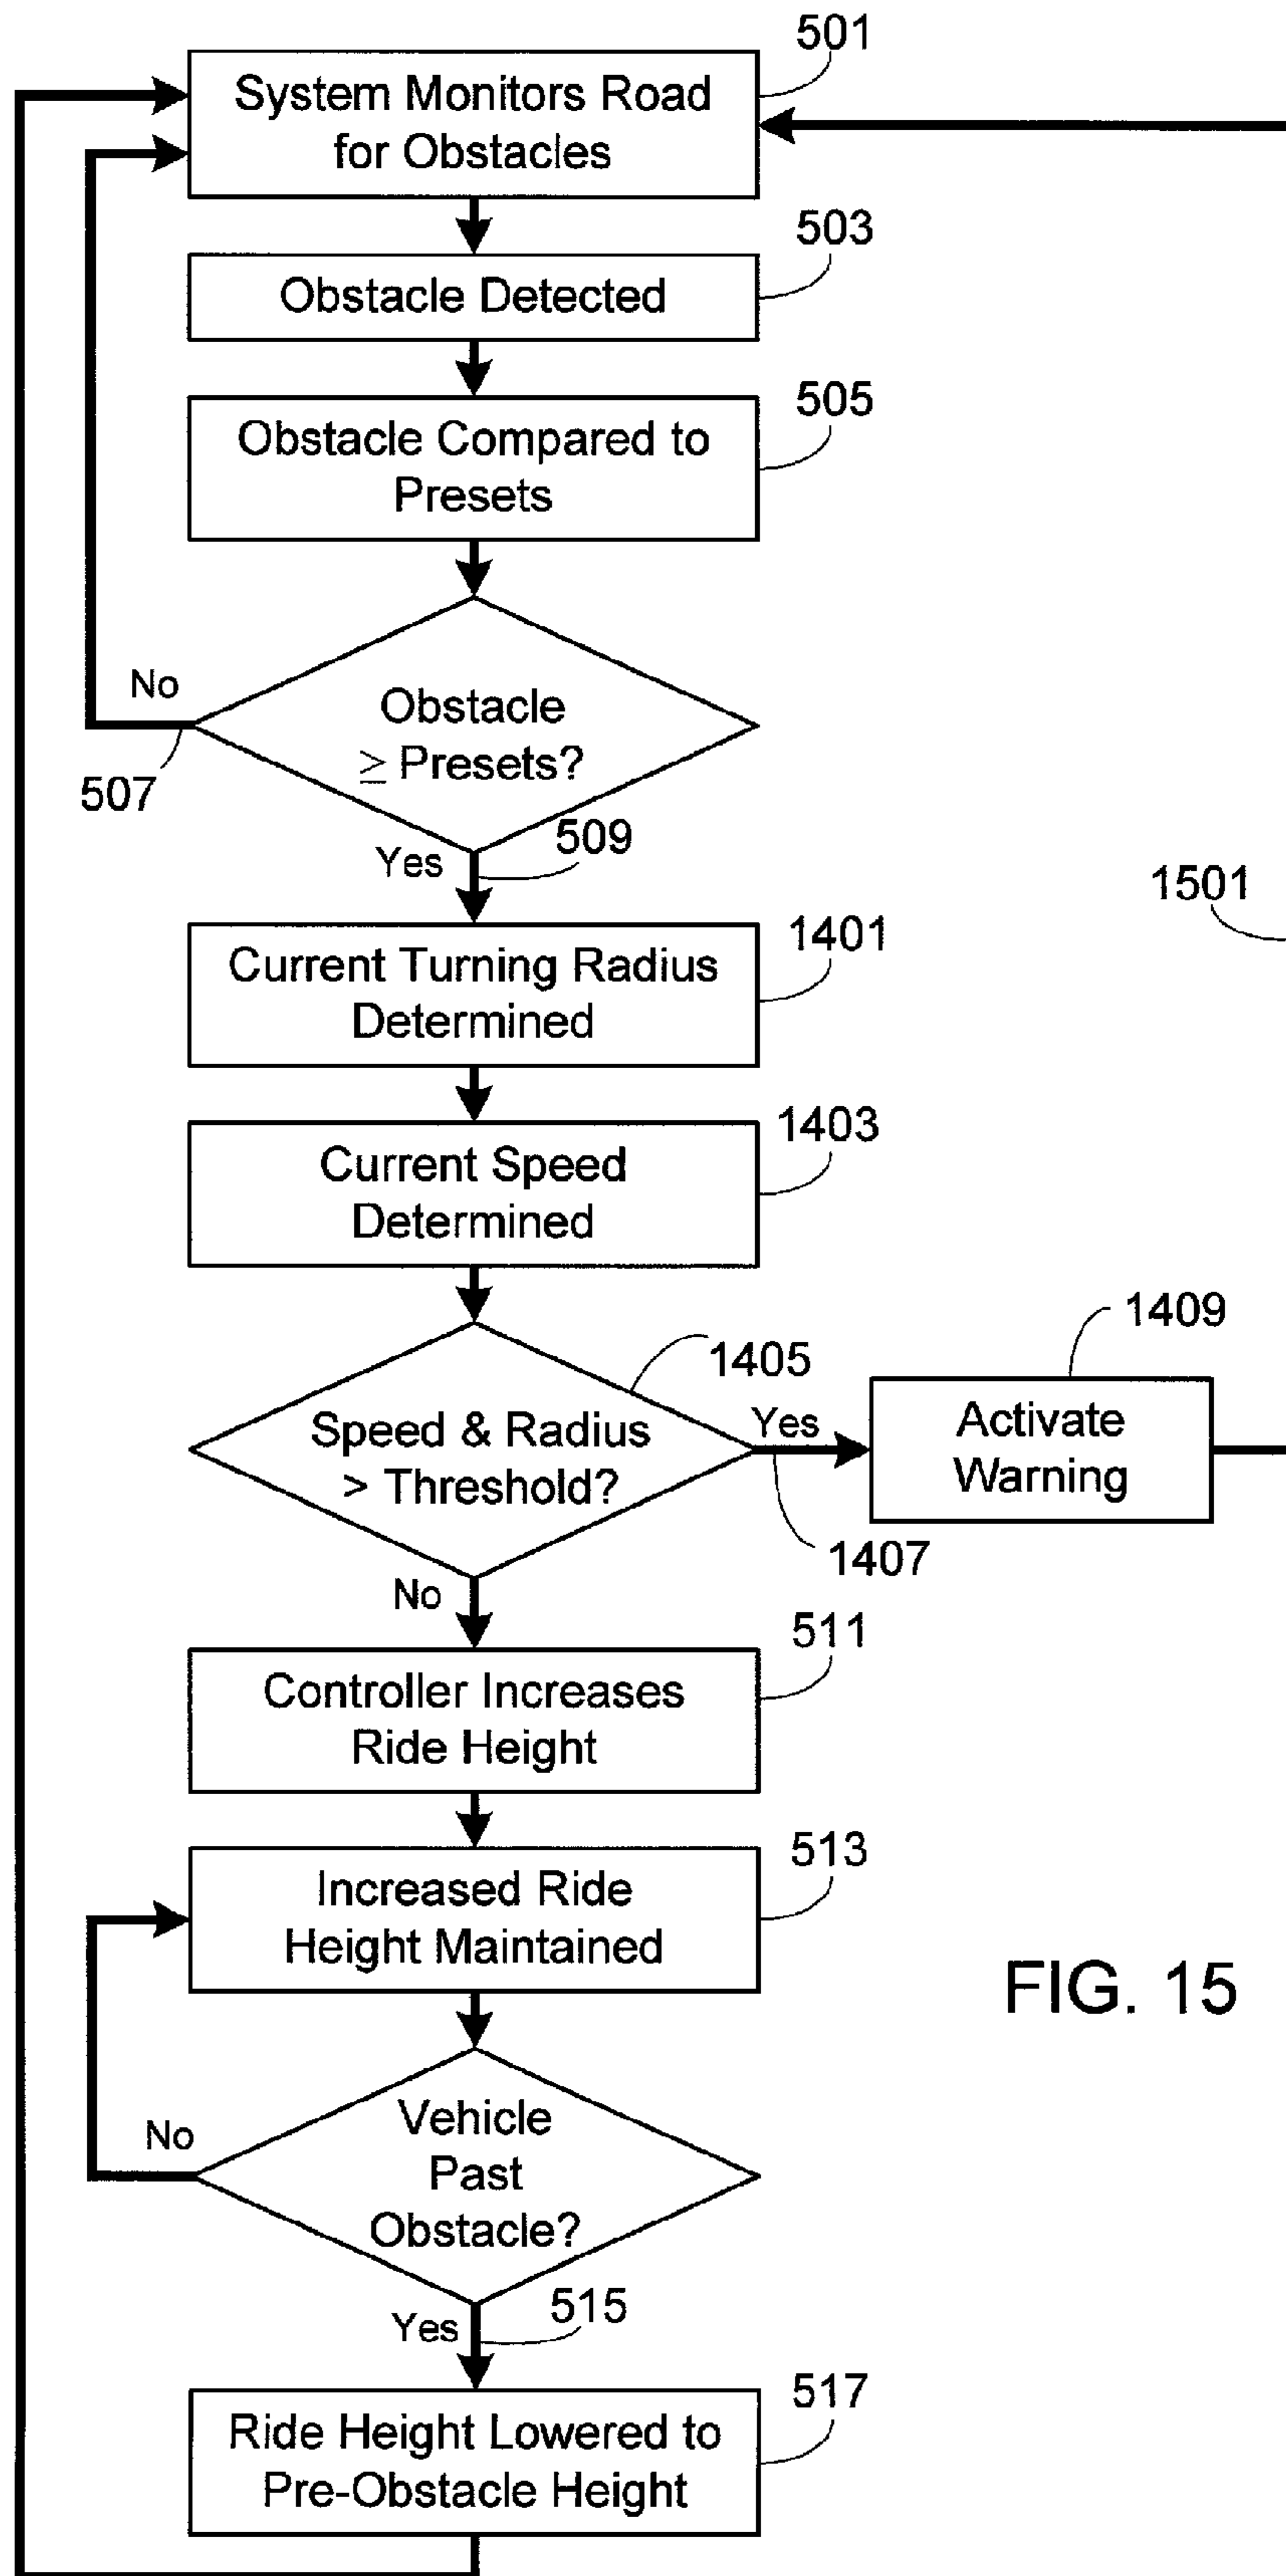 501
System Monitors Road
for Obstacles
503
Obstacle Detected
505
Obstacle Compared to
Presets
No
Obstacle
≥ Presets?
507
Yes
509
1501
1401
Current Turning Radius
Determined
1403
Current Speed
Determined
1409
1405
Speed & Radius
> Threshold?
Yes
Activate
Warning
1407
No
511
Controller Increases
Ride Height
513
Increased Ride
Height Maintained
FIG. 15
No
Vehicle
Past
Obstacle?
Yes
515
517
Ride Height Lowered to
Pre-Obstacle Height